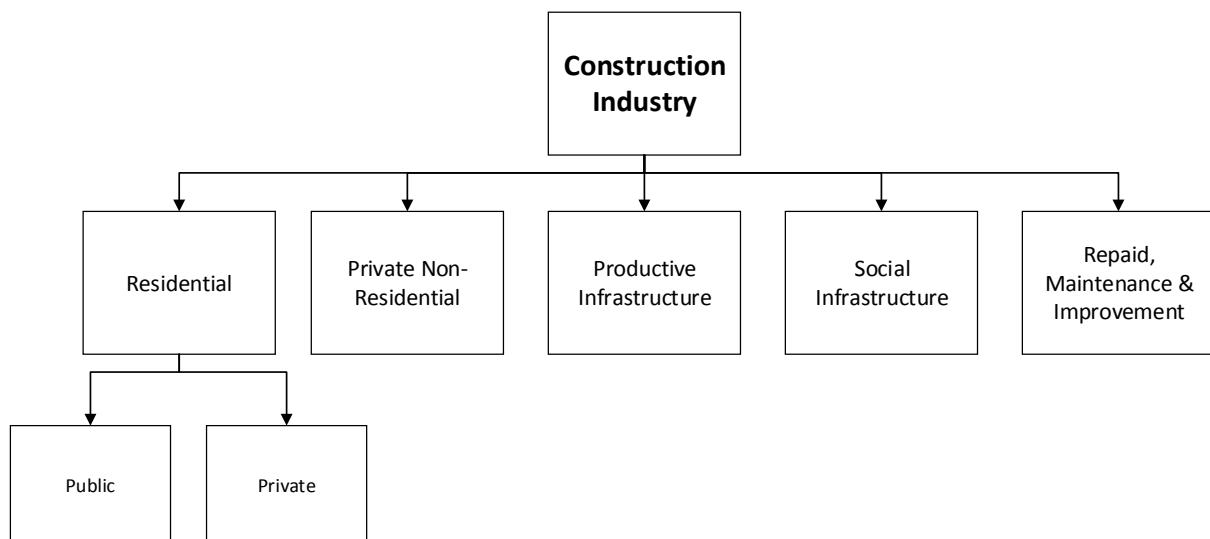 Construction
Industry
Residential
Private Non-
Residential
Productive
Infrastructure
Social
Infrastructure
Repaid,
Maintenance &
Improvement
Public
Private